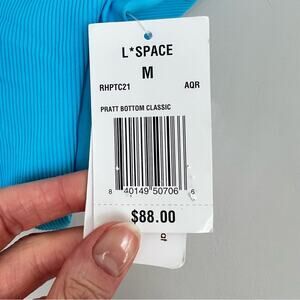 L*SPACE
M
RHPTC21 AQR
PRATT BOTTOM CLASSIC
8 40149 50706 6
$88.00